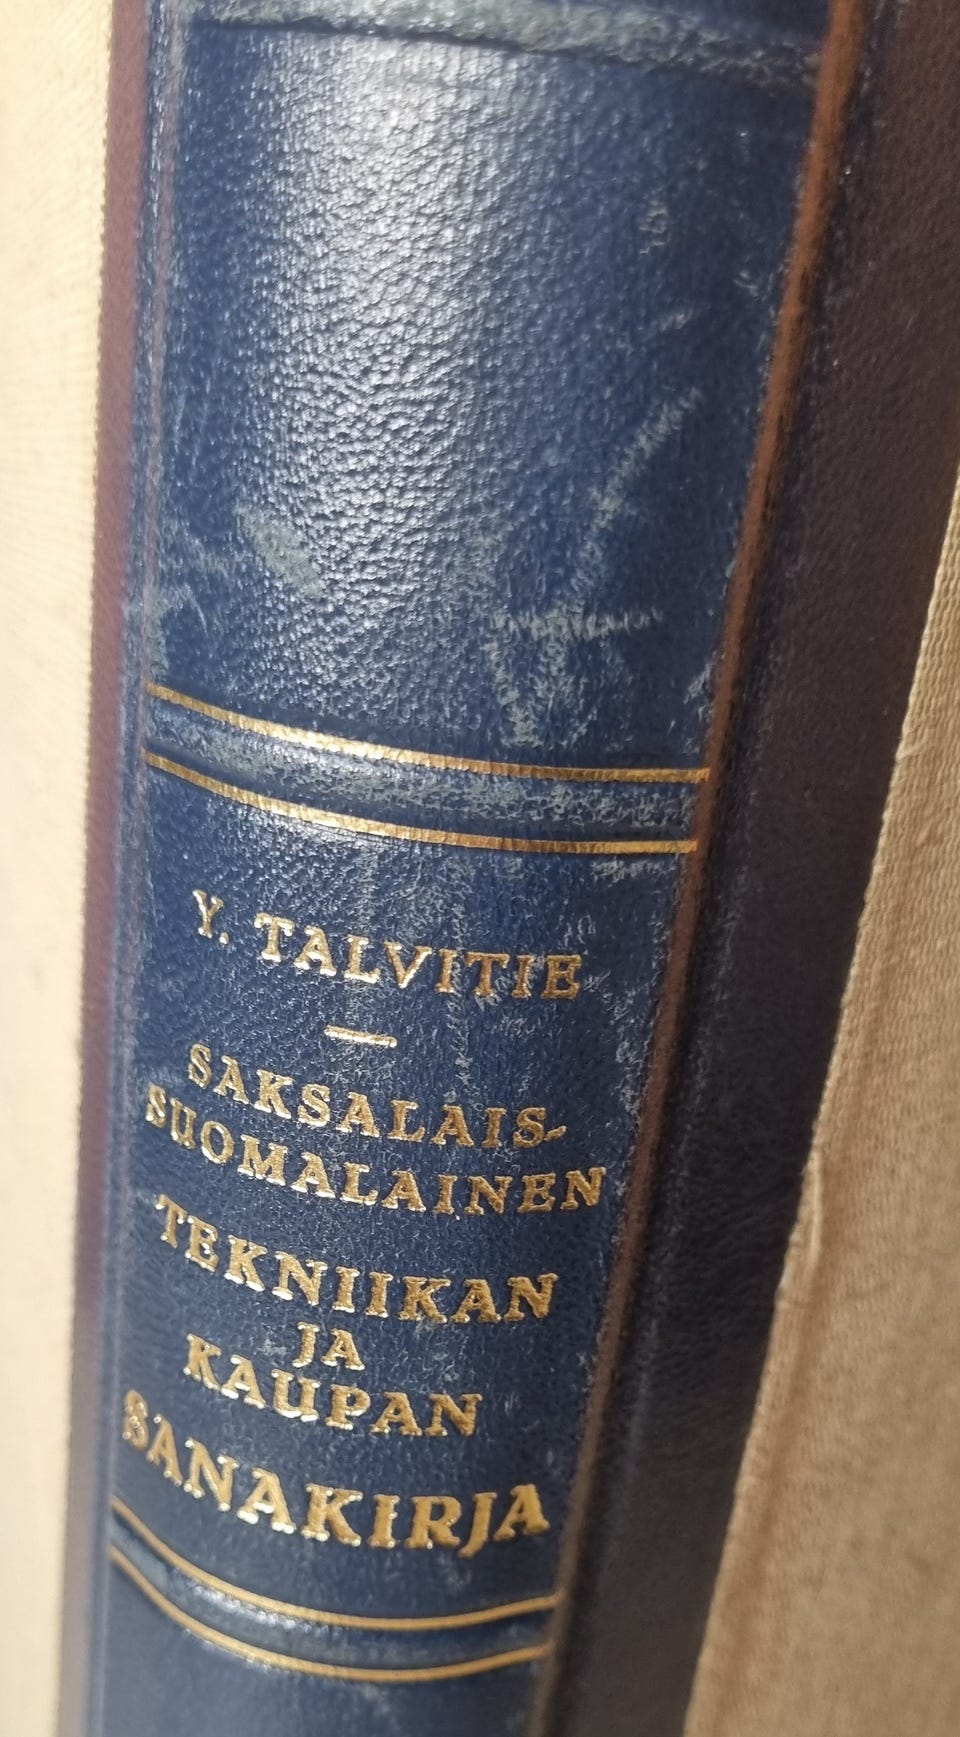 Y. TALVITIE
SAKSALAIS-
SUOMALAINEN
TEKNIIKAN
JA
KAUPAN
SANAKIRJA